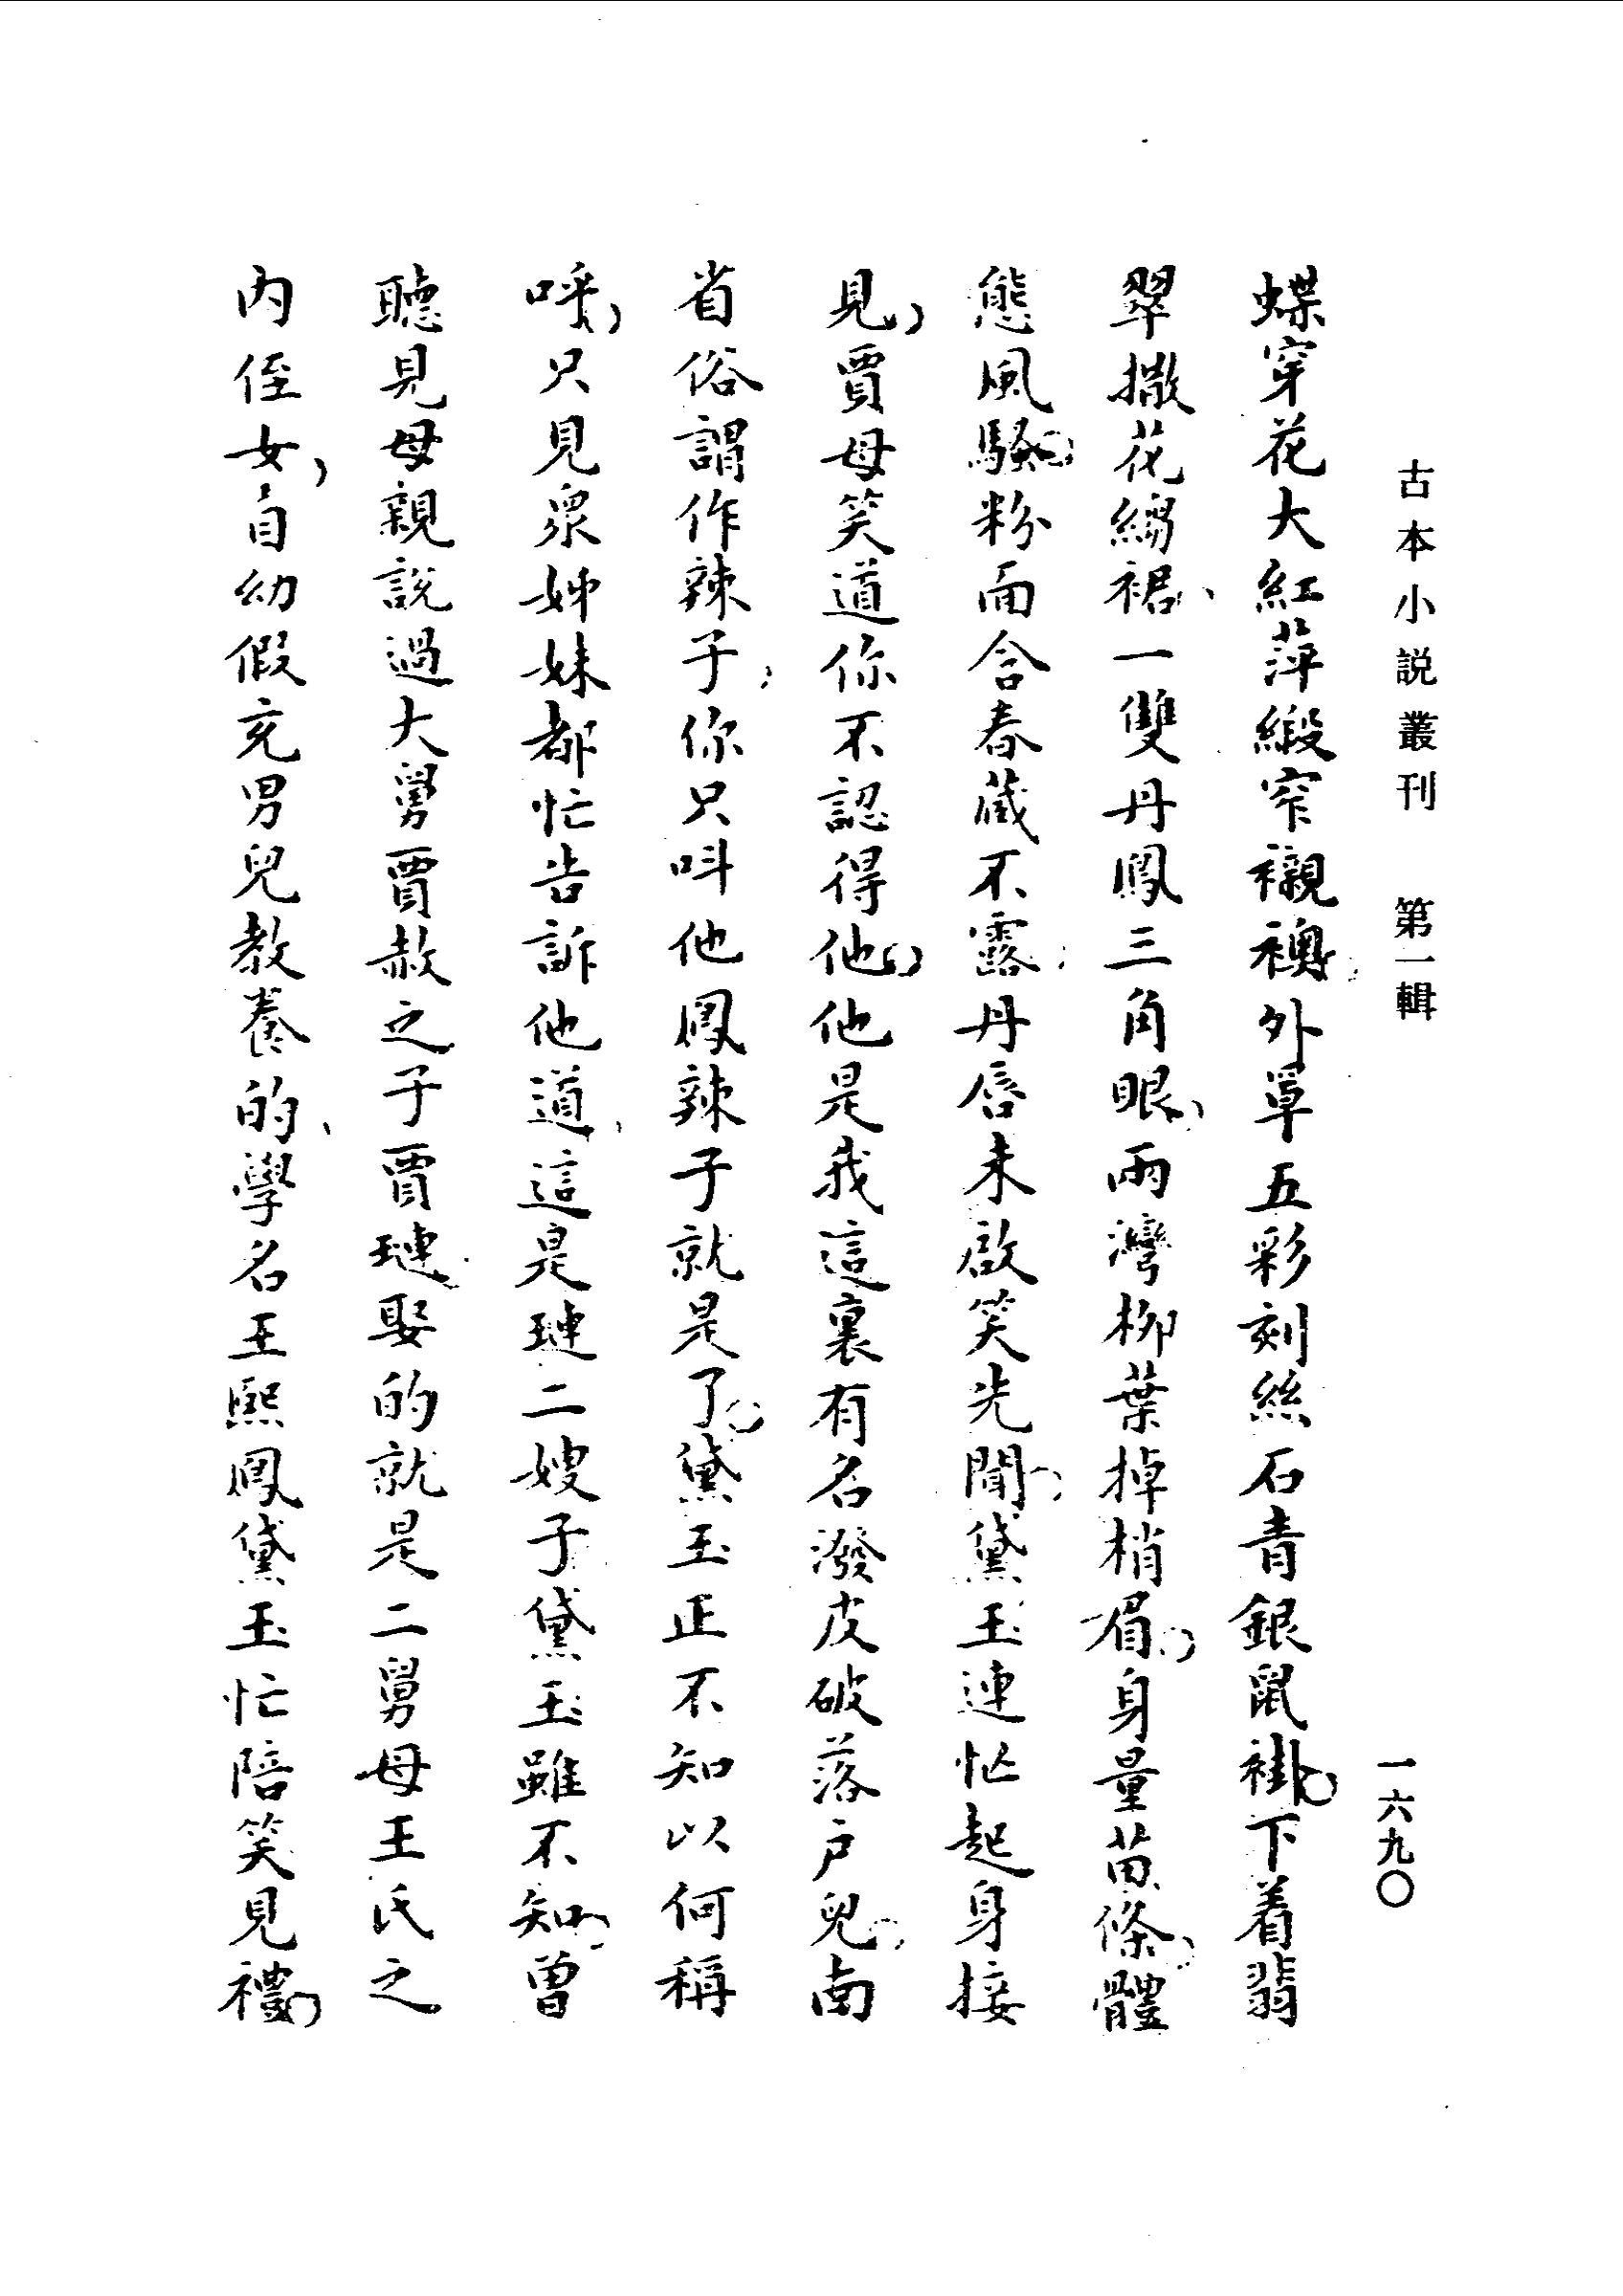 古本小説叢刊　第一輯
一六九〇
蝶穿花大紅萍緞窄襯襖外罩五彩刻絲石青銀鼠褂下着翡
翠撒花縐裙一雙丹鳳三角眼兩灣柳葉掉梢眉身量苗條體
態風騷粉面含春藏不露丹唇未啟笑先聞黛玉連忙起身接
見賈母笑道你不認得他他是我這裏有名潑皮破落户兒南
省俗謂作辣子你只叫他鳳辣子就是了黛玉正不知以何稱
呼只見衆姊妹都忙告訴他道這是璉二嫂子黛玉雖不知曾
聽見母親説過大舅賈赦之子賈璉娶的就是二舅母王氏之
內侄女自幼假充男兒教養的學名王熙鳳黛玉忙陪笑見禮